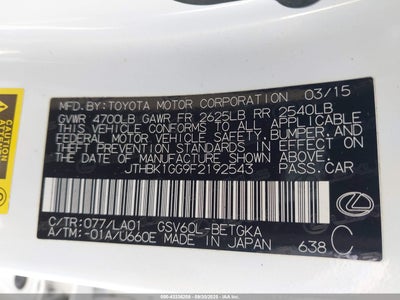 MFD.BY:TOYOTA MOTOR CORPORATION 03/15
GVWR 4700LB GAWR FR 2625LB RR 2540LB
THIS VEHICLE CONFORMS TO ALL APPLICABLE
FEDERAL MOTOR VEHICLE SAFETY, BUMPER, AND
THEFT PREVENTION STANDARDS IN EFFECT ON
THE DATE OF MANUFACTURE SHOWN ABOVE.
JTHBK1GG9F2192543 PASS.CAR
C/TR:077/LA01 GSV60L-BETGKA
A/TM:-01A/U660E MADE IN JAPAN 638 C
CAUTION